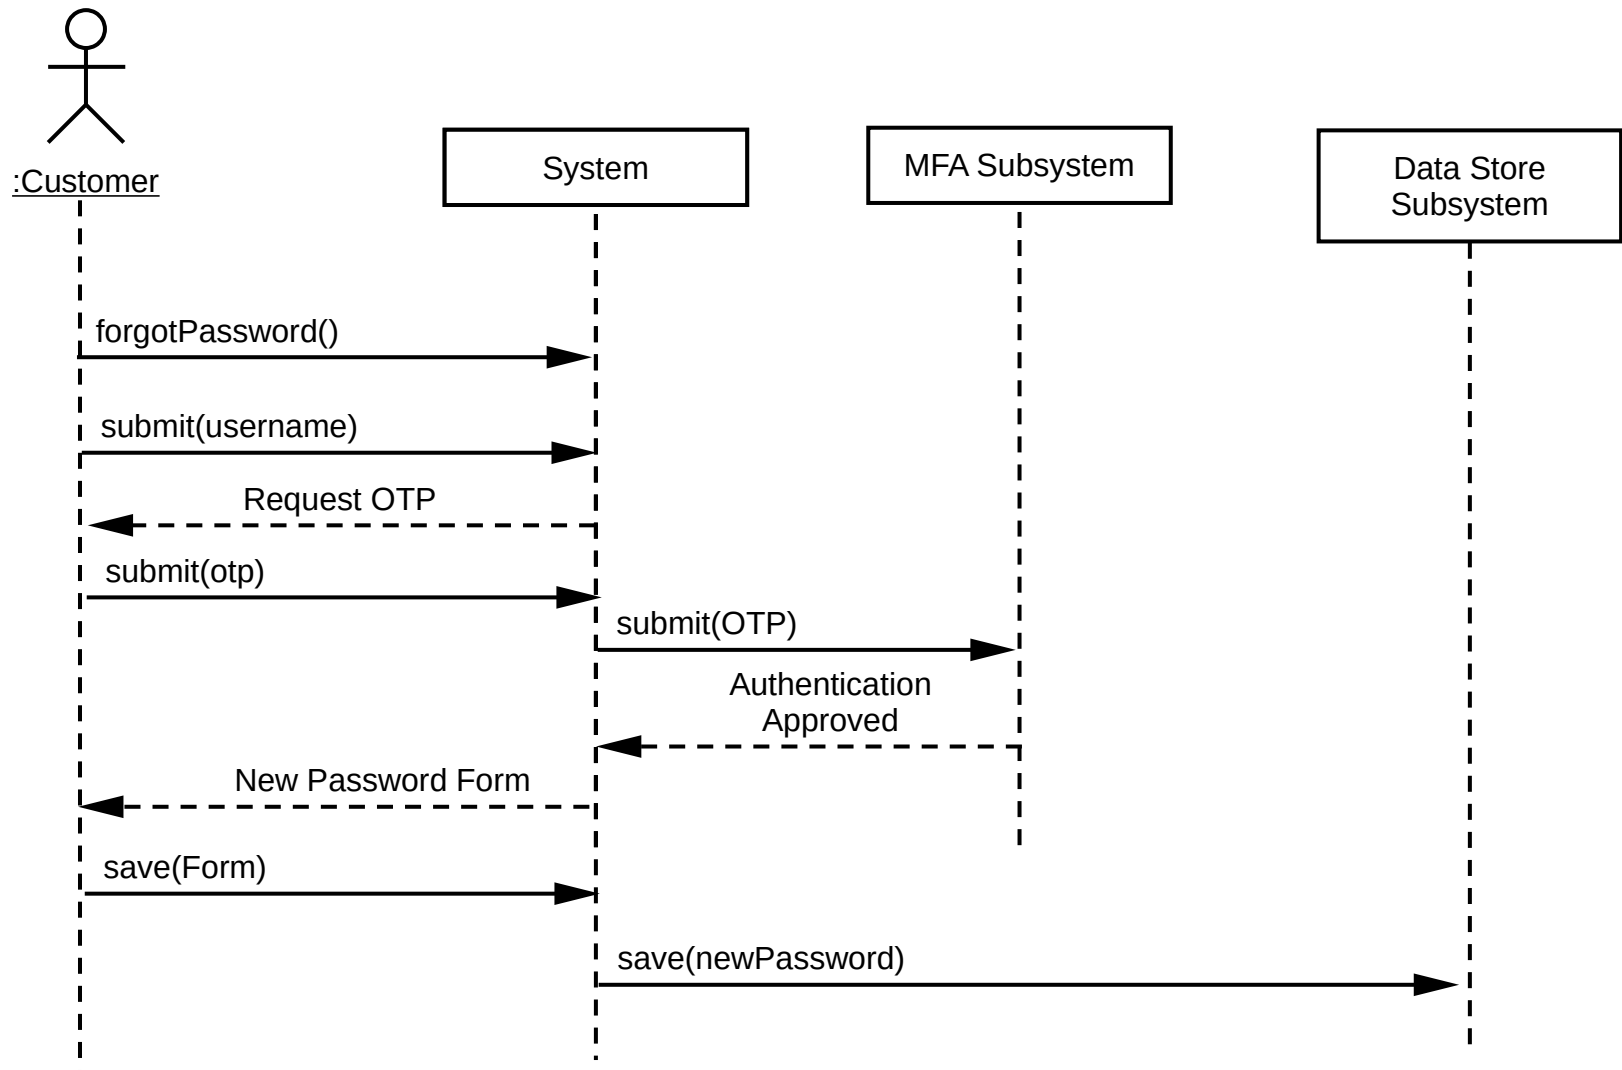 :Customer
System
MFA Subsystem
Data Store
Subsystem
forgotPassword()
submit(username)
Request OTP
submit(otp)
submit(OTP)
Authentication
Approved
New Password Form
save(Form)
save(newPassword)